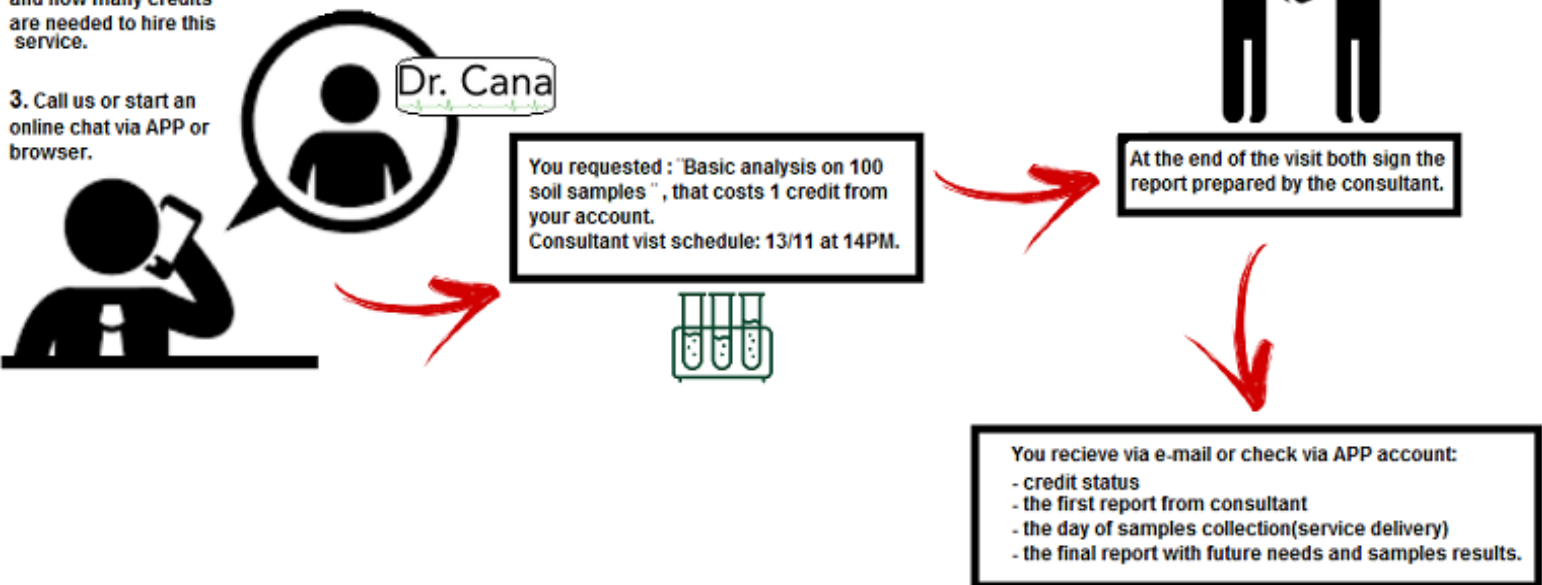 and how many credits
are needed to hire this
service.
3. Call us or start an
online chat via APP or
browser.
Dr. Cana
You requested : ¨Basic analysis on 100
soil samples ¨ , that costs 1 credit from
your account.
Consultant vist schedule: 13/11 at 14PM.
At the end of the visit both sign the
report prepared by the consultant.
You recieve via e-mail or check via APP account:
- credit status
- the first report from consultant
- the day of samples collection(service delivery)
- the final report with future needs and samples results.